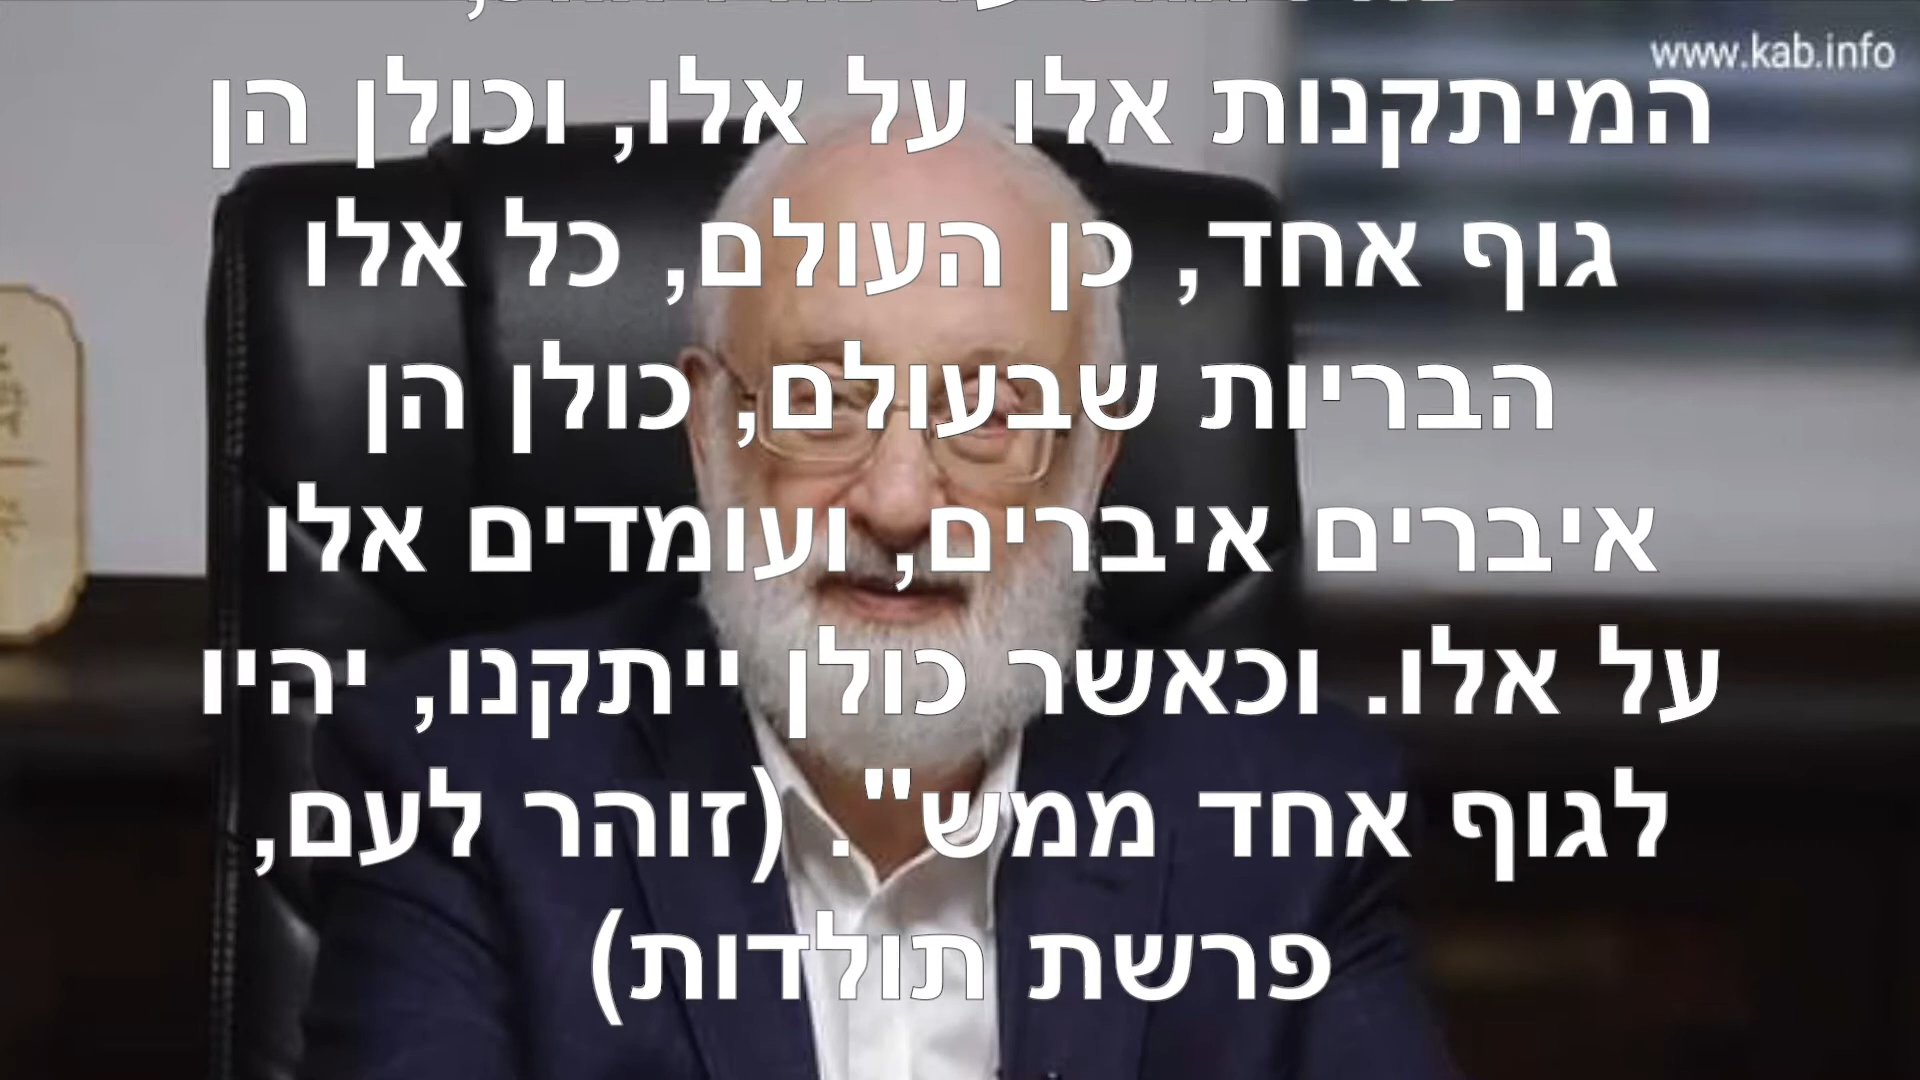 www.kab.info
המיתקנות אלו על אלו, וכולן הן
גוף אחד, כן העולם, כל אלו
הבריות שבעולם, כולן הן
איברים איברים, ועומדים אלו
על אלו. וכאשר כולן ייתקנו, יהיו
לגוף אחד ממש". (זוהר לעם,
פרשת תולדות)